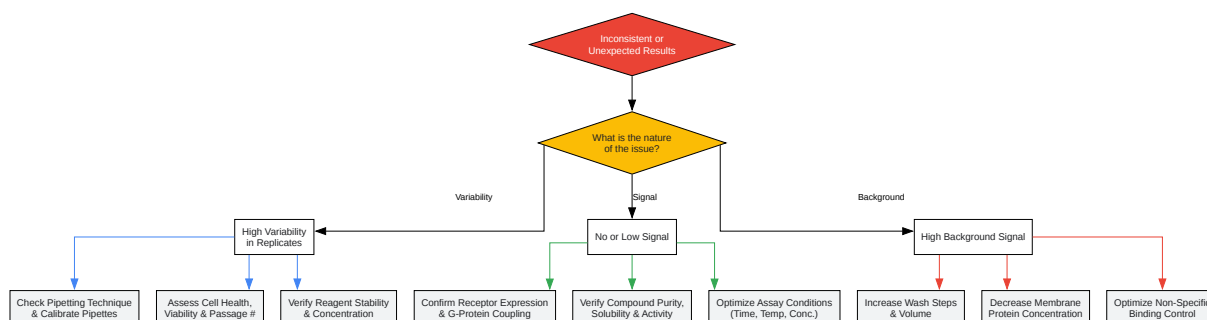 Inconsistent or
Unexpected Results
What is the nature
of the issue?
Variability
Signal
Background
High Variability
in Replicates
No or Low Signal
High Background Signal
Check Pipetting Technique
& Calibrate Pipettes
Assess Cell Health,
Viability & Passage #
Verify Reagent Stability
& Concentration
Confirm Receptor Expression
& G-Protein Coupling
Verify Compound Purity,
Solubility & Activity
Optimize Assay Conditions
(Time, Temp, Conc.)
Increase Wash Steps
& Volume
Decrease Membrane
Protein Concentration
Optimize Non-Specific
Binding Control